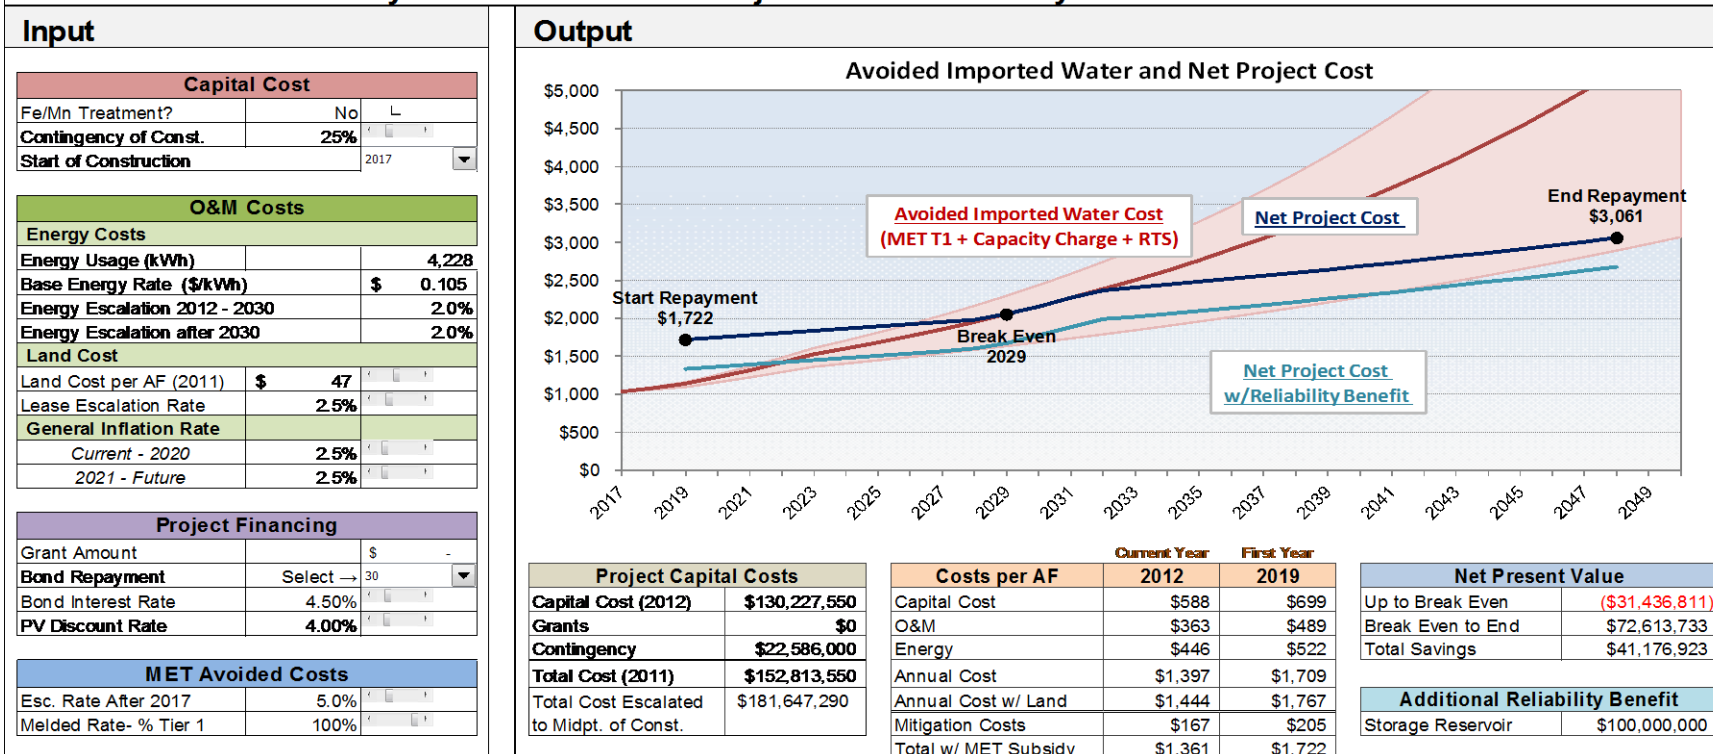 Input
Capital Cost
Fe/Mn Treatment? No
Contingency of Const. 25%
Start of Construction 2017
O&M Costs
Energy Costs
Energy Usage (kWh) 4,228
Base Energy Rate ($/kWh) $ 0.105
Energy Escalation 2012 - 2030 2.0%
Energy Escalation after 2030 2.0%
Land Cost
Land Cost per AF (2011) $ 47
Lease Escalation Rate 2.5%
General Inflation Rate
Current - 2020 2.5%
2021 - Future 2.5%
Project Financing
Grant Amount $ -
Bond Repayment Select → 30
Bond Interest Rate 4.50%
PV Discount Rate 4.00%
MET Avoided Costs
Esc. Rate After 2017 5.0%
Melded Rate- % Tier 1 100%
Output
Avoided Imported Water and Net Project Cost
$5,000
$4,500
$4,000
$3,500
$3,000
$2,500
$2,000
$1,500
$1,000
$500
$0
Avoided Imported Water Cost
(MET T1 + Capacity Charge + RTS)
Net Project Cost
End Repayment
$3,061
Start Repayment
$1,722
Break Even
2029
Net Project Cost
w/Reliability Benefit
2017 2019 2021 2023 2025 2027 2029 2031 2033 2035 2037 2039 2041 2043 2045 2047 2049
Project Capital Costs
Capital Cost (2012) $130,227,550
Grants $0
Contingency $22,586,000
Total Cost (2011) $152,813,550
Total Cost Escalated $181,647,290
to Midpt. of Const.
Current Year First Year
Costs per AF 2012 2019
Capital Cost $588 $699
O&M $363 $489
Energy $446 $522
Annual Cost $1,397 $1,709
Annual Cost w/ Land $1,444 $1,767
Mitigation Costs $167 $205
Total w/ MET Subsidy $1,361 $1,722
Net Present Value
Up to Break Even ($31,436,811)
Break Even to End $72,613,733
Total Savings $41,176,923
Additional Reliability Benefit
Storage Reservoir $100,000,000